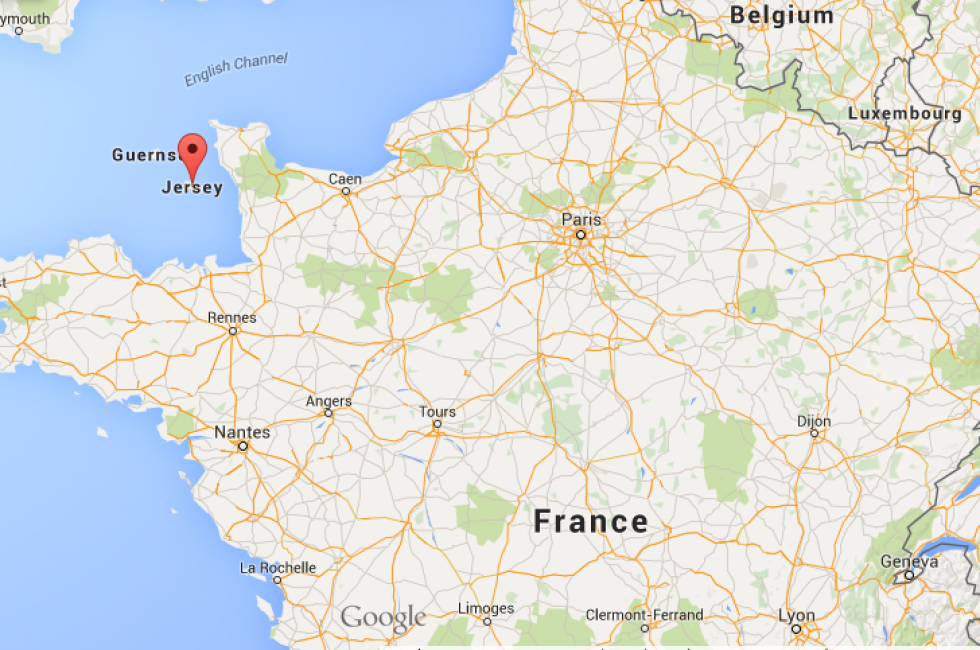 ymouth
Belgium
English Channel
Luxembourg
Guerns
Jersey
Caen
Paris
st
Rennes
Angers
Tours
Nantes
Dijon
France
Geneva
La Rochelle
Google
Limoges
Clermont-Ferrand
Lyon